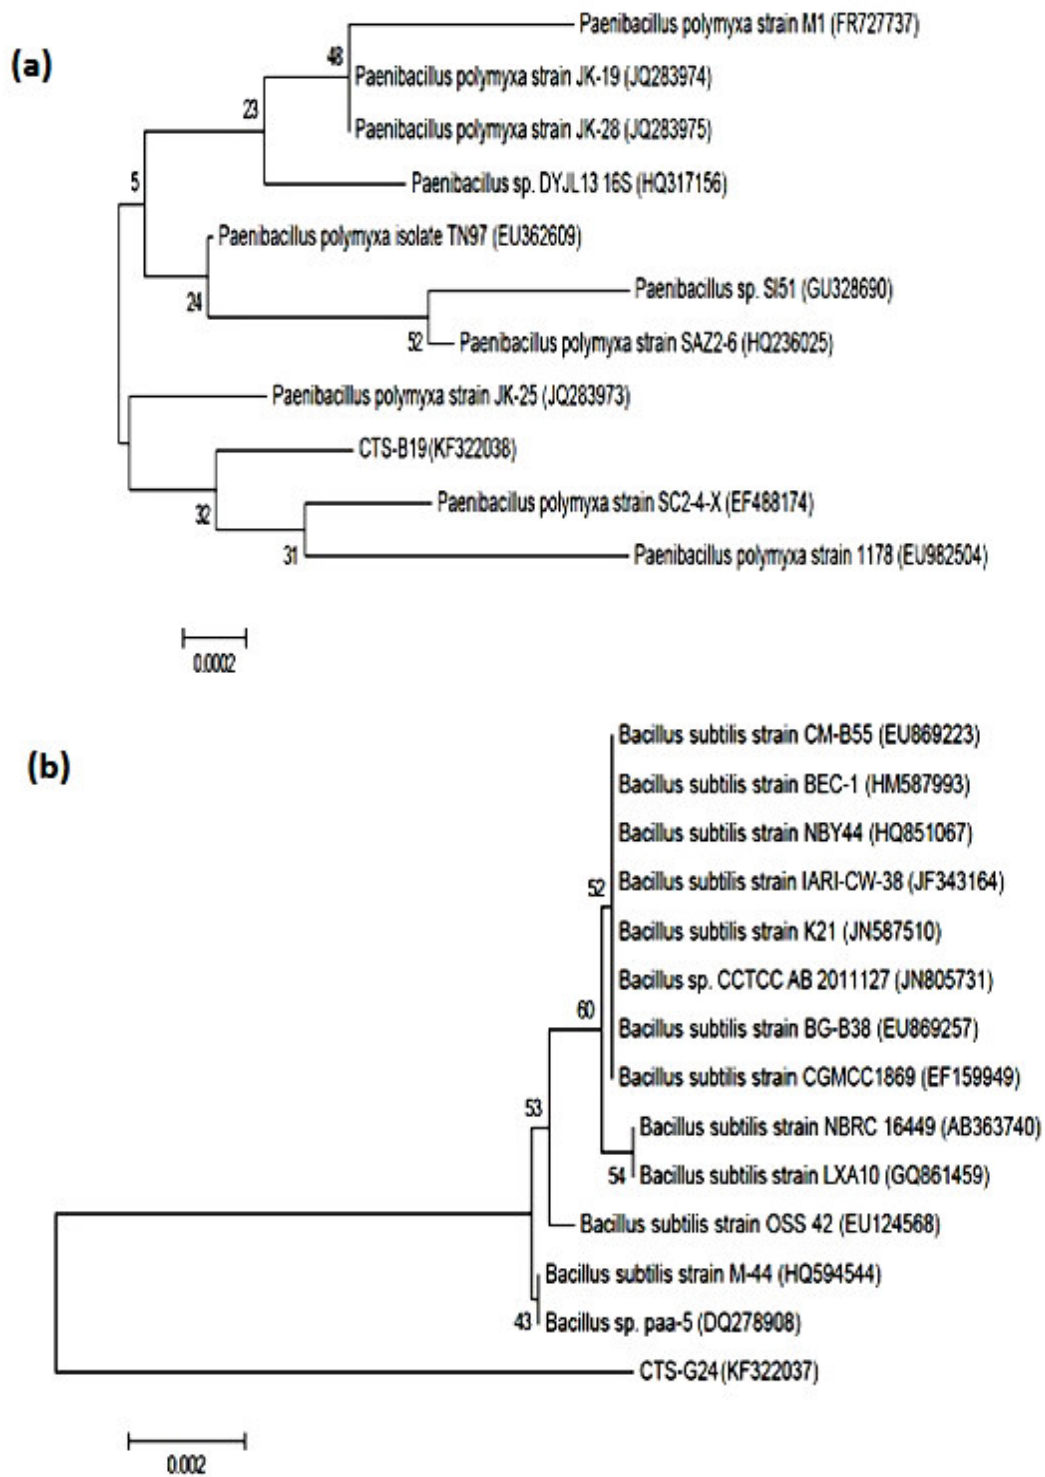 (a)
Paenibacillus polymyxa strain M1 (FR727737)
48
Paenibacillus polymyxa strain JK-19 (JQ283974)
23
Paenibacillus polymyxa strain JK-28 (JQ283975)
5
Paenibacillus sp. DYJL13 16S (HQ317156)
Paenibacillus polymyxa isolate TN97 (EU362609)
24
Paenibacillus sp. SI51 (GU328690)
52
Paenibacillus polymyxa strain SAZ2-6 (HQ236025)
Paenibacillus polymyxa strain JK-25 (JQ283973)
CTS-B19(KF322038)
32
Paenibacillus polymyxa strain SC2-4-X (EF488174)
31
Paenibacillus polymyxa strain 1178 (EU982504)
0.0002
(b)
Bacillus subtilis strain CM-B55 (EU869223)
Bacillus subtilis strain BEC-1 (HM587993)
Bacillus subtilis strain NBY44 (HQ851067)
52
Bacillus subtilis strain IARI-CW-38 (JF343164)
Bacillus subtilis strain K21 (JN587510)
Bacillus sp. CCTCC AB 2011127 (JN805731)
60
Bacillus subtilis strain BG-B38 (EU869257)
Bacillus subtilis strain CGMCC1869 (EF159949)
53
Bacillus subtilis strain NBRC 16449 (AB363740)
54
Bacillus subtilis strain LXA10 (GQ861459)
Bacillus subtilis strain OSS 42 (EU124568)
Bacillus subtilis strain M-44 (HQ594544)
43
Bacillus sp. paa-5 (DQ278908)
CTS-G24(KF322037)
0.002